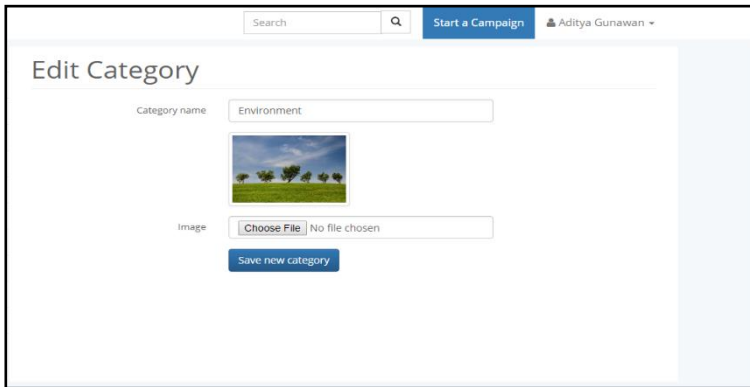 Search Start a Campaign Aditya Gunawan
Edit Category
Category name Environment
Image Choose File No file chosen
Save new category